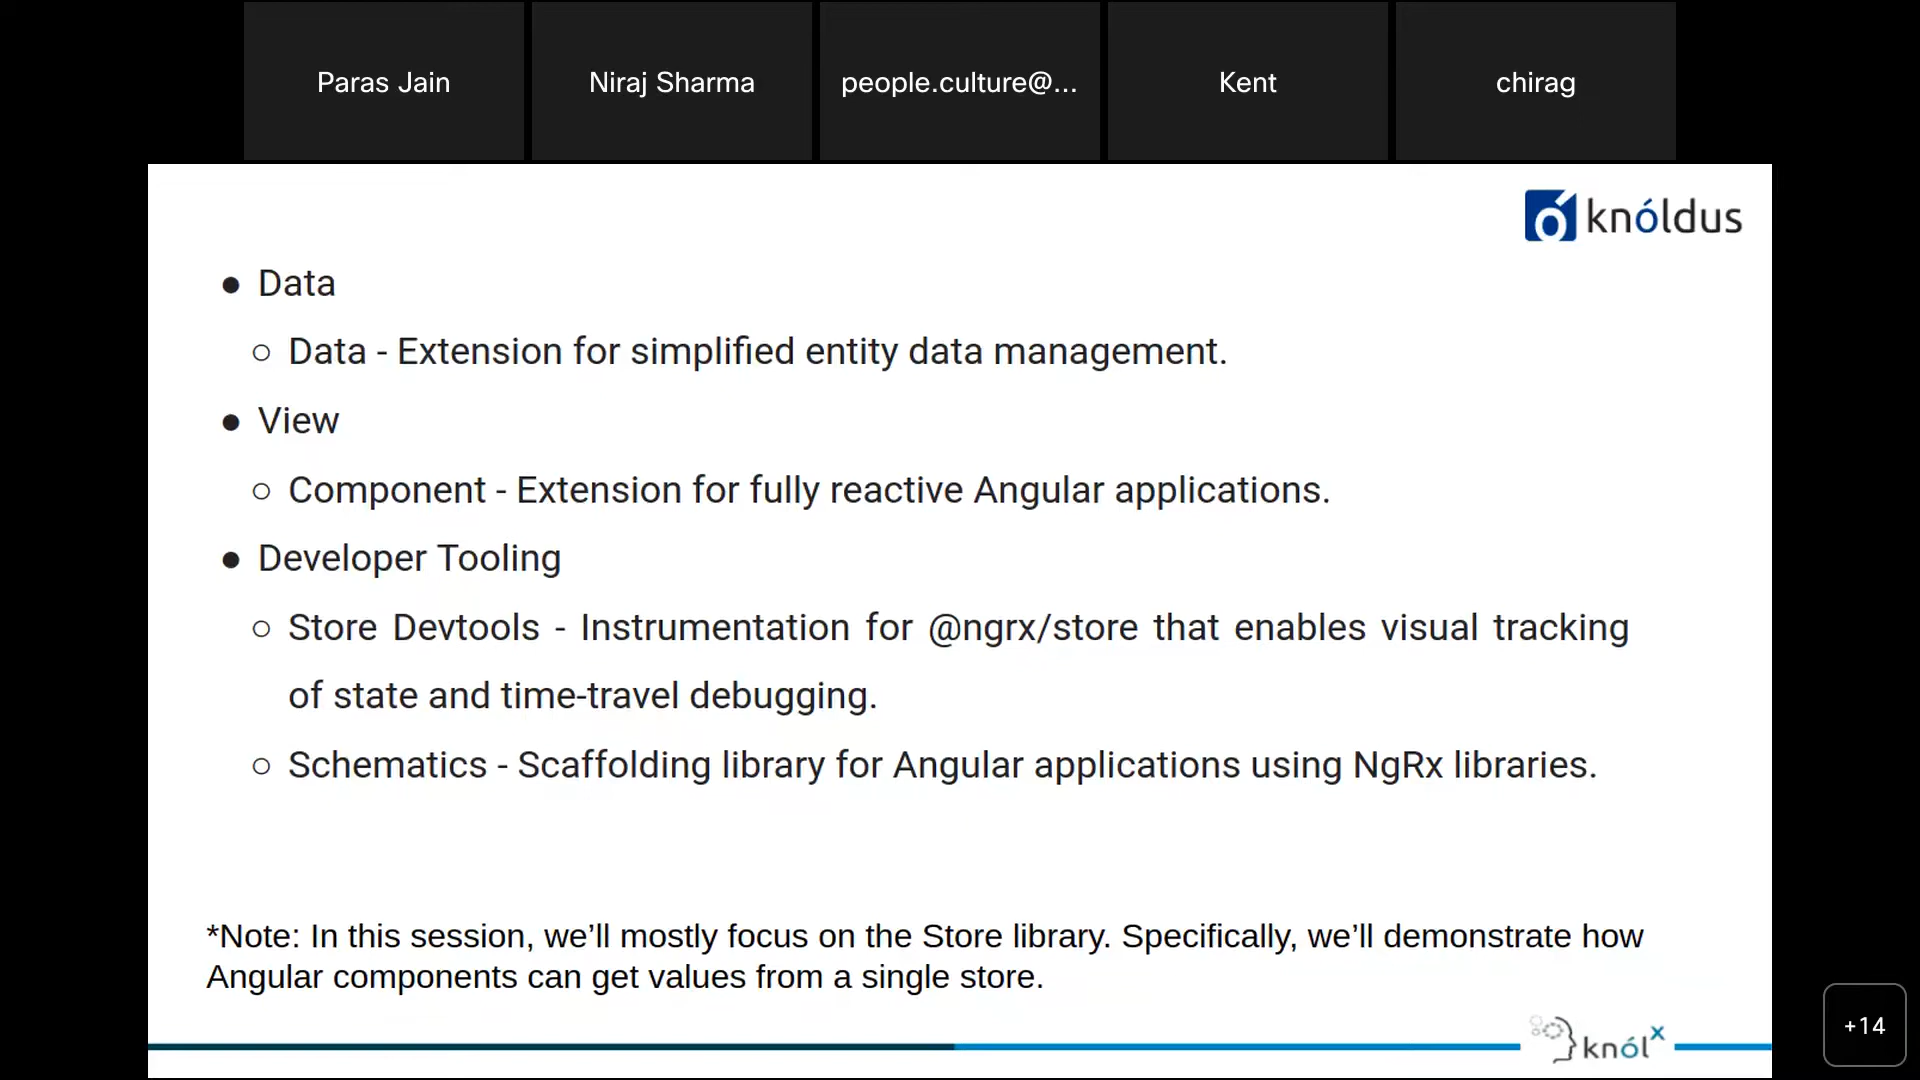 Paras Jain
Niraj Sharma
people.culture@...
Kent
chirag
knóldus
● Data
○ Data - Extension for simplified entity data management.
● View
○ Component - Extension for fully reactive Angular applications.
● Developer Tooling
○ Store Devtools - Instrumentation for @ngrx/store that enables visual tracking
of state and time-travel debugging.
○ Schematics - Scaffolding library for Angular applications using NgRx libraries.
*Note: In this session, we’ll mostly focus on the Store library. Specifically, we’ll demonstrate how
Angular components can get values from a single store.
knólx
+14